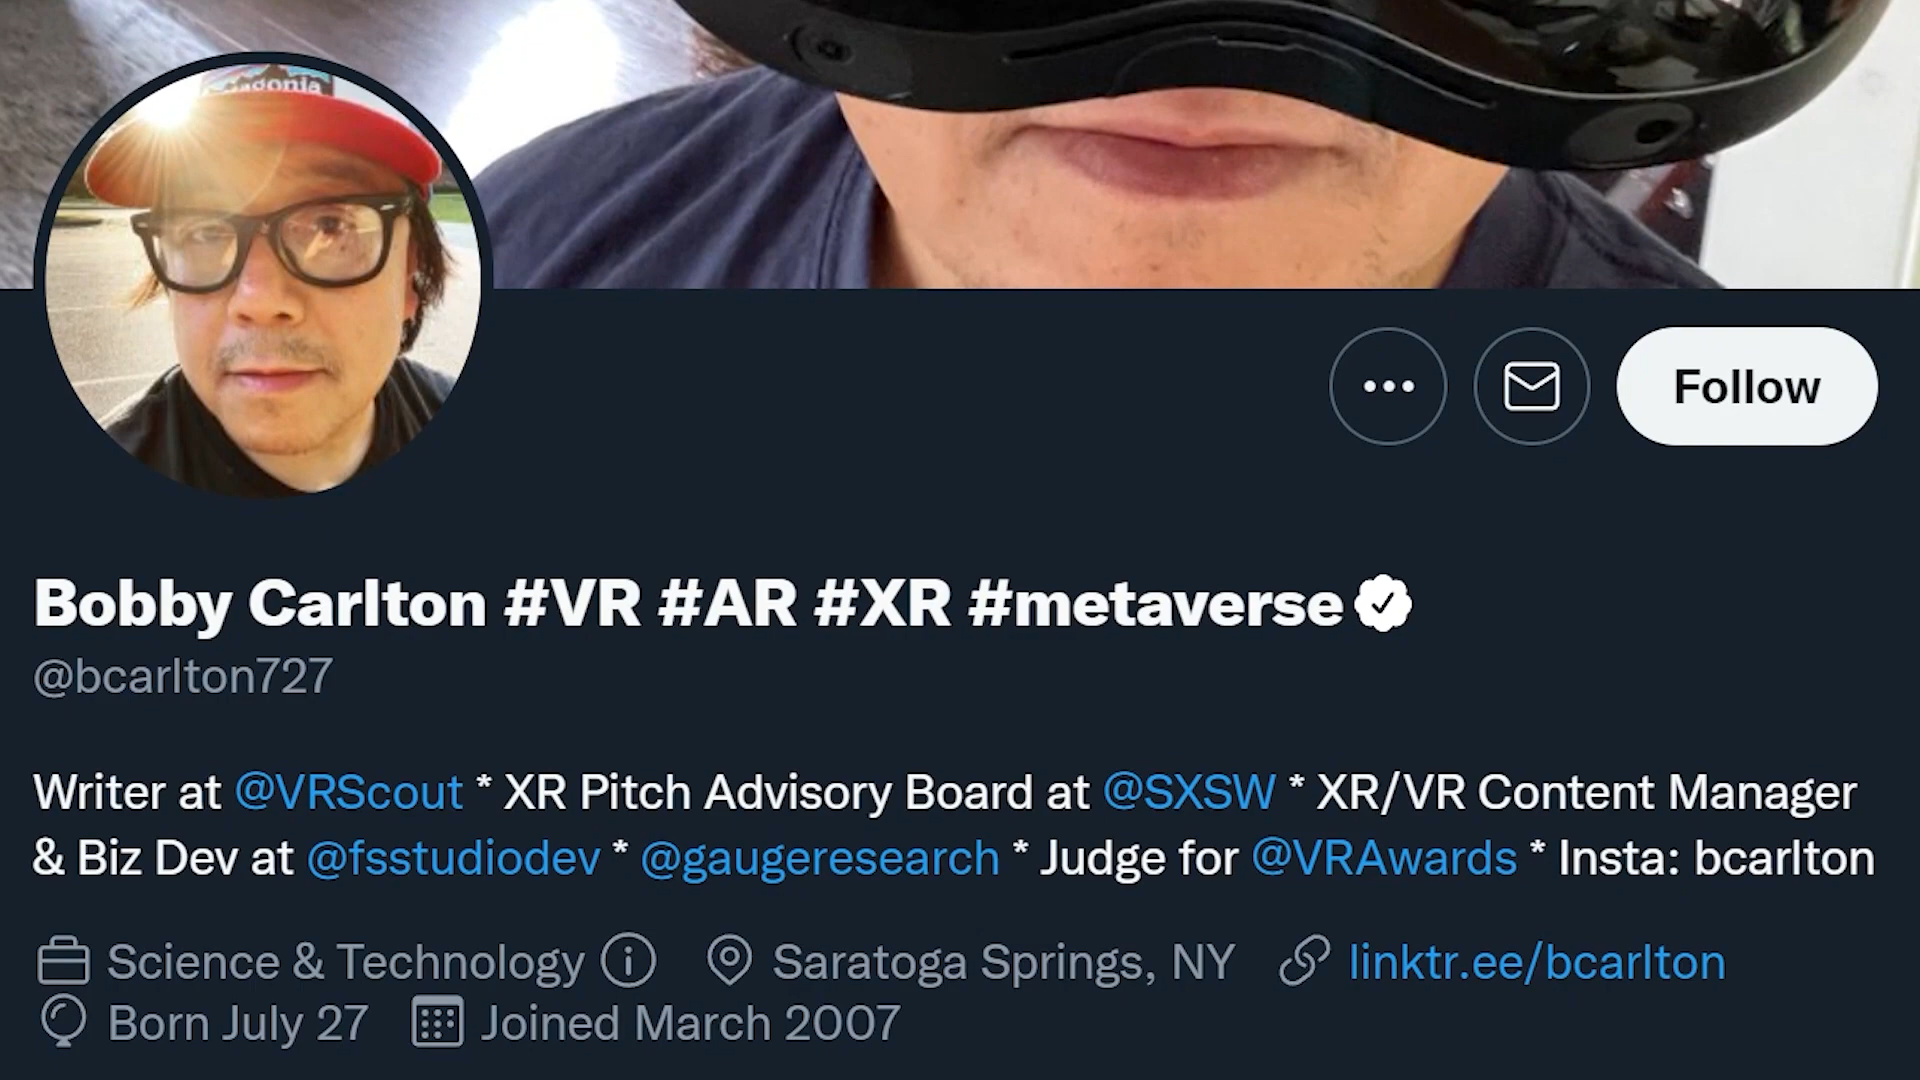 agonia
Follow
Bobby Carlton #VR #AR #XR #metaverse
@bcarlton727
Writer at @VRScout * XR Pitch Advisory Board at @SXSW * XR/VR Content Manager
& Biz Dev at @fsstudiodev * @gaugeresearch * Judge for @VRAwards * Insta: bcarlton
Science & Technology Saratoga Springs, NY linktr.ee/bcarlton
Born July 27 Joined March 2007